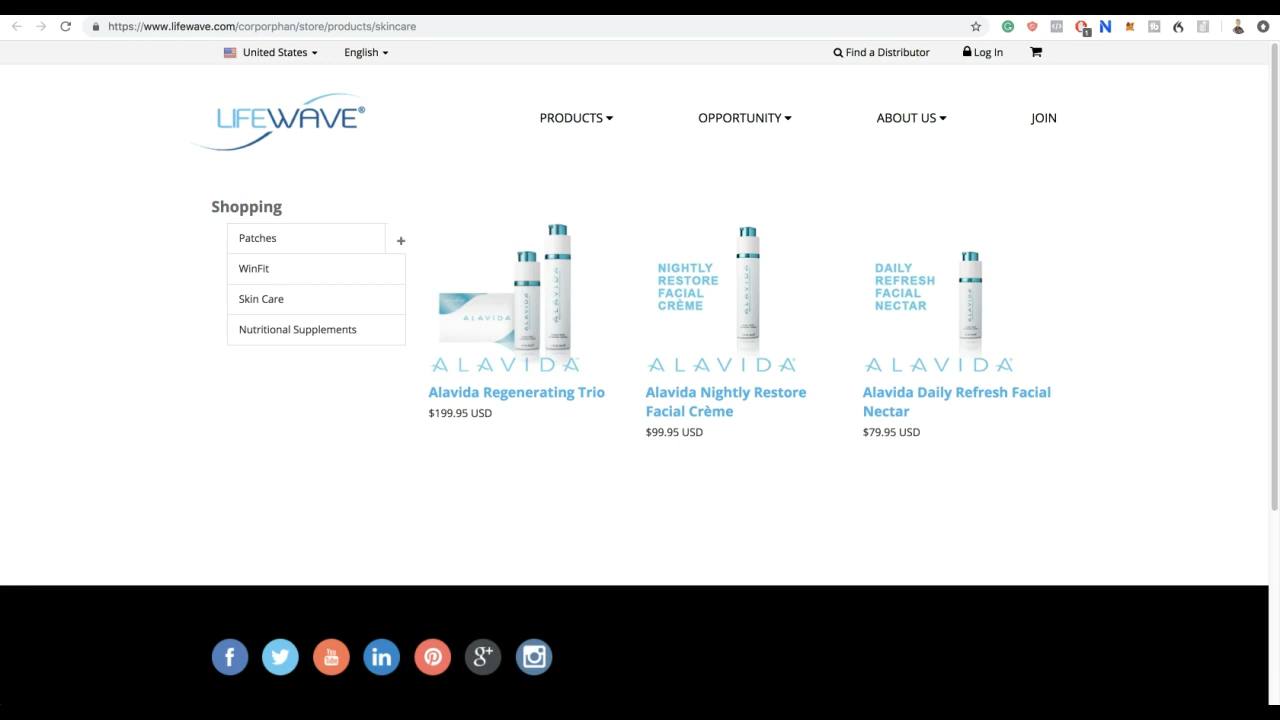 https://www.lifewave.com/corporphan/store/products/skincare
1
United States
English
Find a Distributor
Log In
LIFEWAVE®
PRODUCTS
OPPORTUNITY
ABOUT US
JOIN
Shopping
Patches
+
WinFit
Skin Care
Nutritional Supplements
ALAVIDA
ALAVIDA
Alavida Regenerating Trio
$199.95 USD
NIGHTLY
RESTORE
FACIAL
CRÈME
ALAVIDA
Alavida Nightly Restore
Facial Crème
$99.95 USD
DAILY
REFRESH
FACIAL
NECTAR
ALAVIDA
Alavida Daily Refresh Facial
Nectar
$79.95 USD